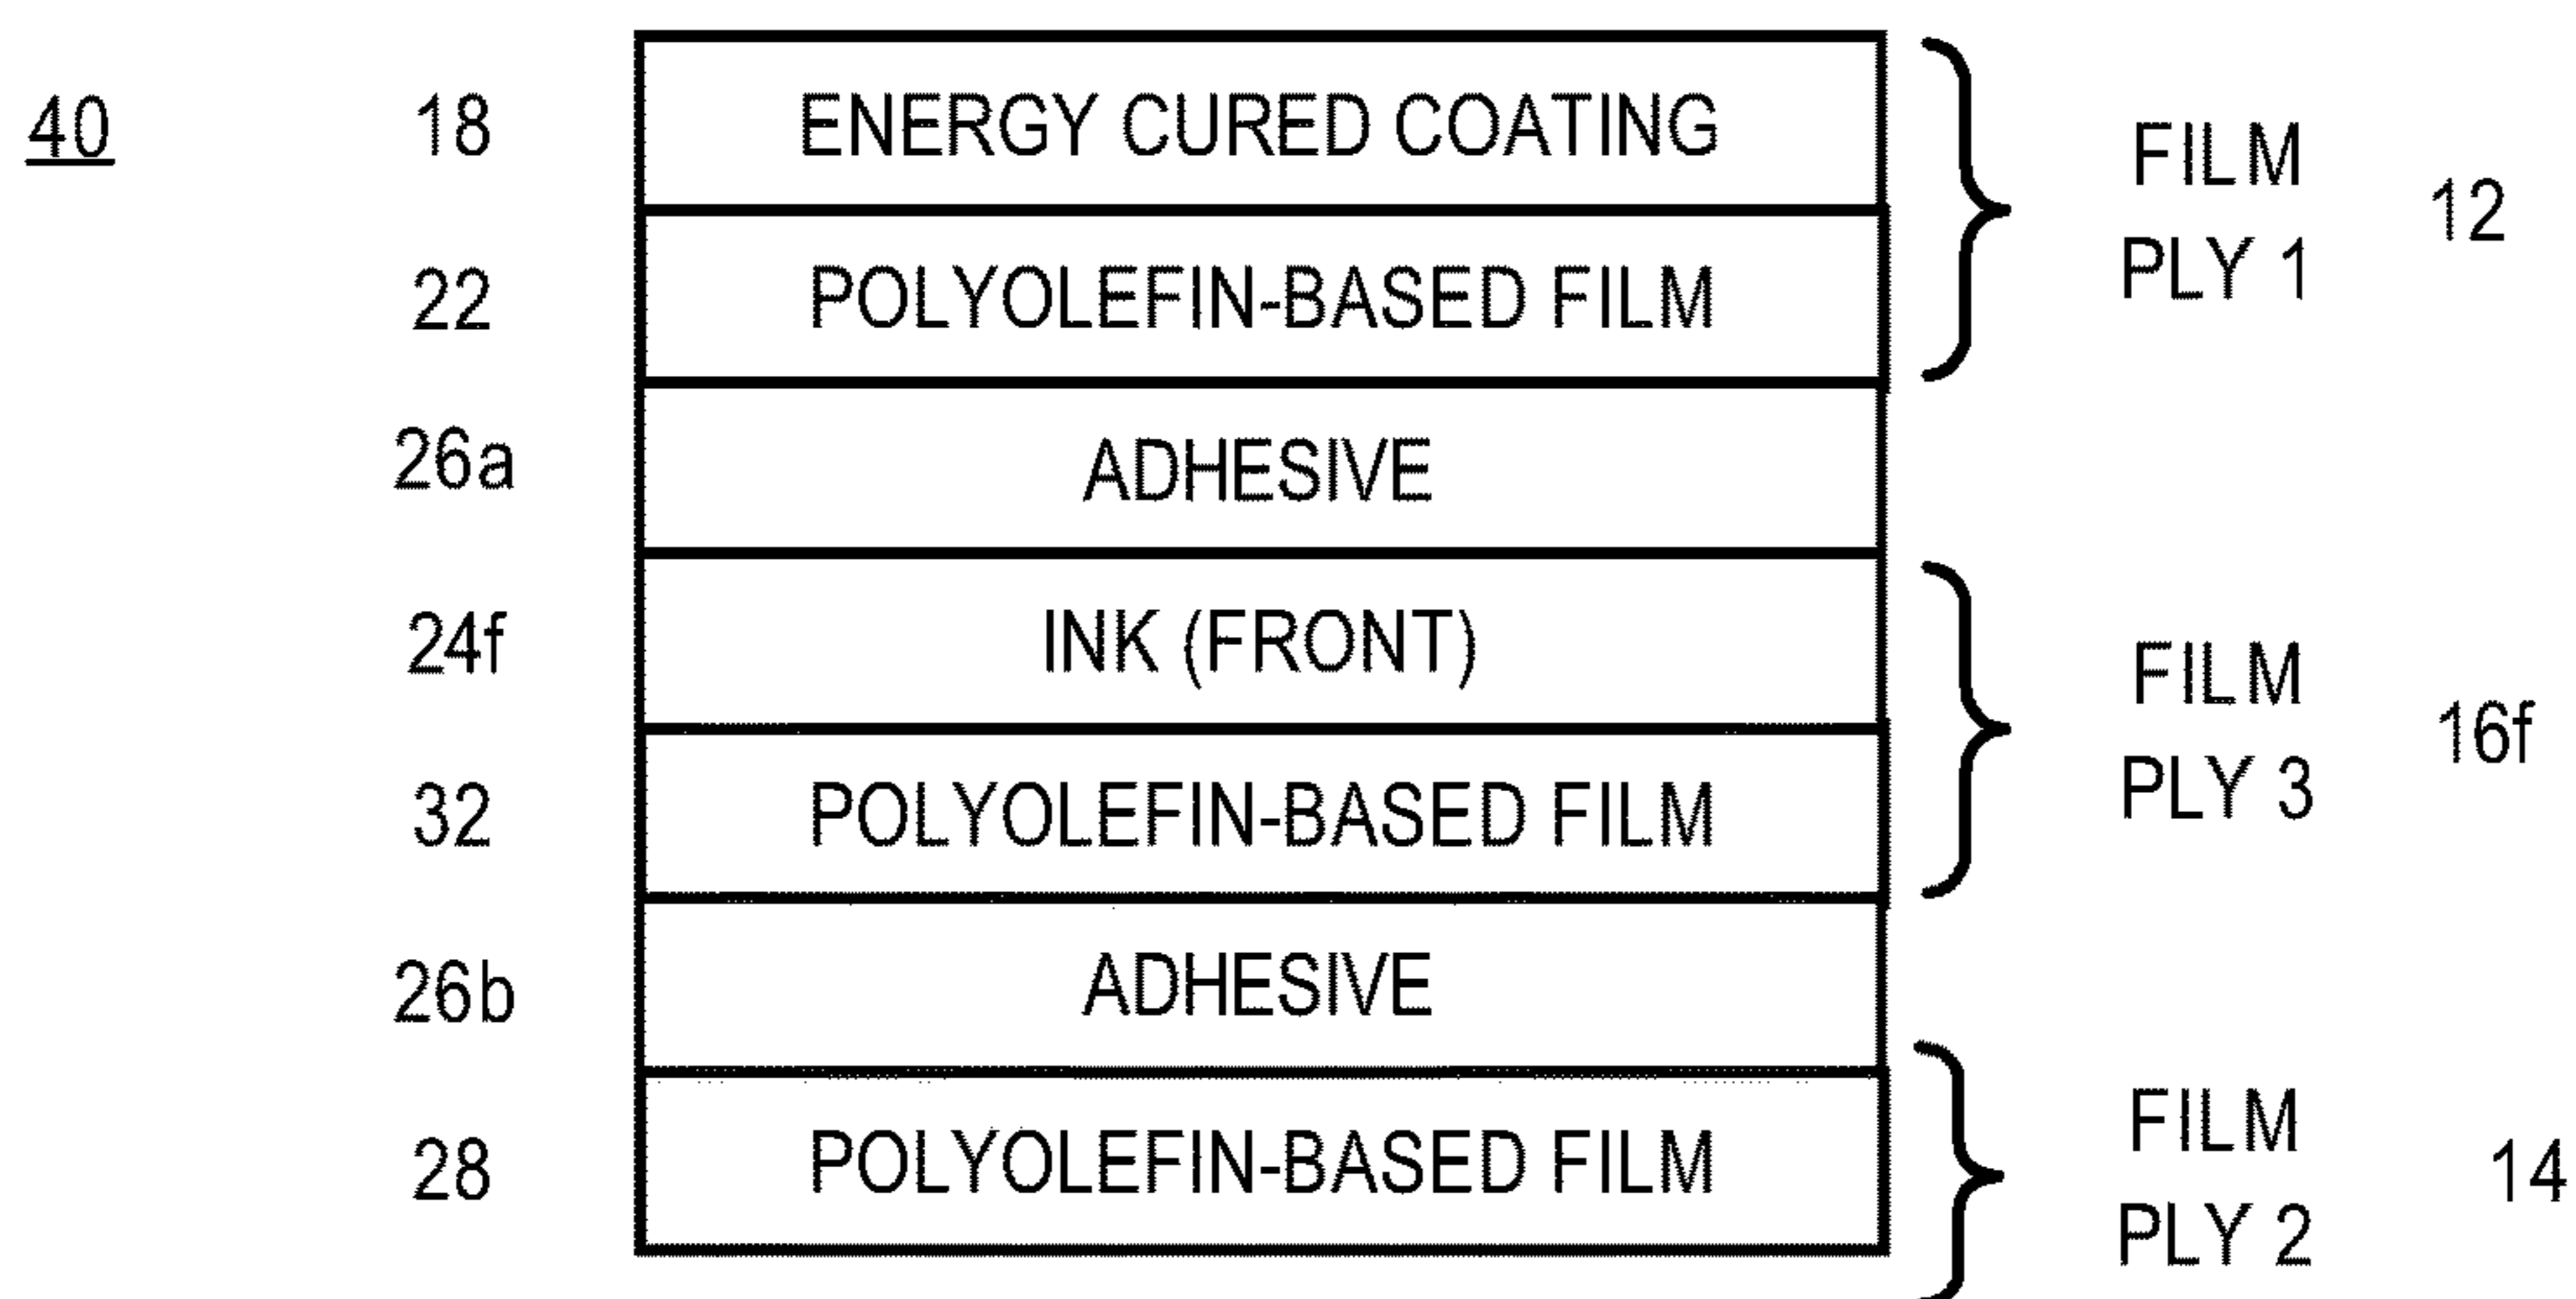 40
18 ENERGY CURED COATING
22 POLYOLEFIN-BASED FILM
FILM
PLY 1
12
26a ADHESIVE
24f INK (FRONT)
32 POLYOLEFIN-BASED FILM
FILM
PLY 3
16f
26b ADHESIVE
28 POLYOLEFIN-BASED FILM
FILM
PLY 2
14